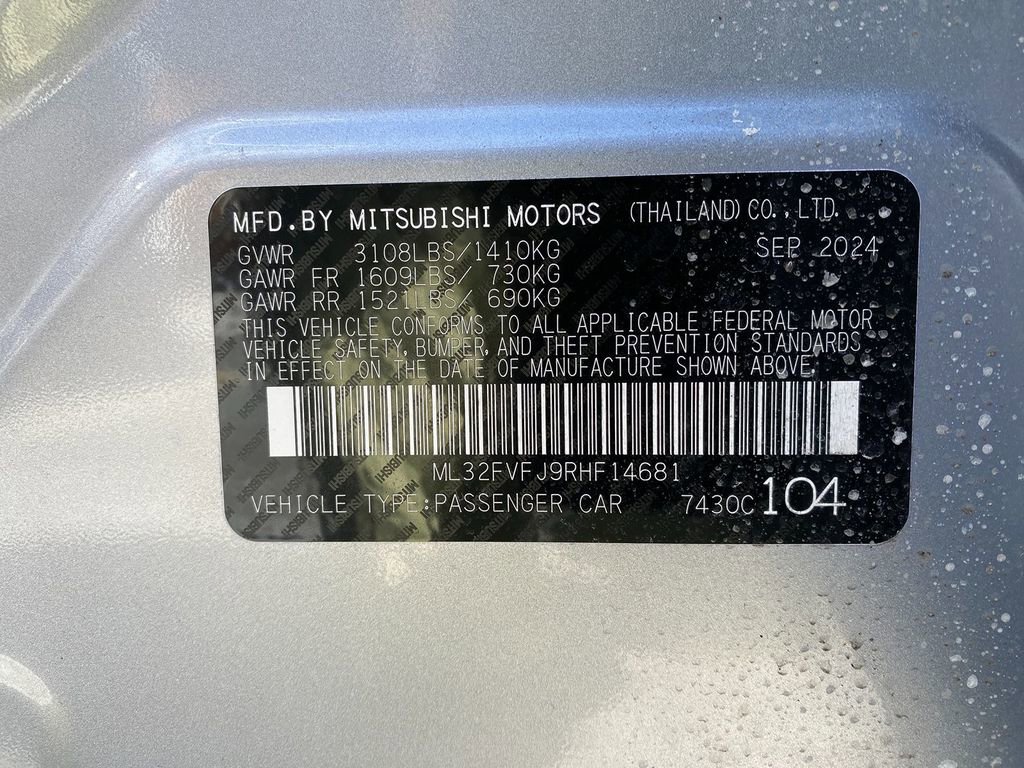 MFD.BY MITSUBISHI MOTORS (THAILAND)CO.,LTD.
GVWR 3108LBS/1410KG SEP 2024
GAWR FR 1609LBS/ 730KG
GAWR RR 1521LBS/ 690KG
THIS VEHICLE CONFORMS TO ALL APPLICABLE FEDERAL MOTOR
VEHICLE SAFETY, BUMPER, AND THEFT PREVENTION STANDARDS
IN EFFECT ON THE DATE OF MANUFACTURE SHOWN ABOVE.
ML32FVFJ9RHF14681
VEHICLE TYPE:PASSENGER CAR 7430C 104